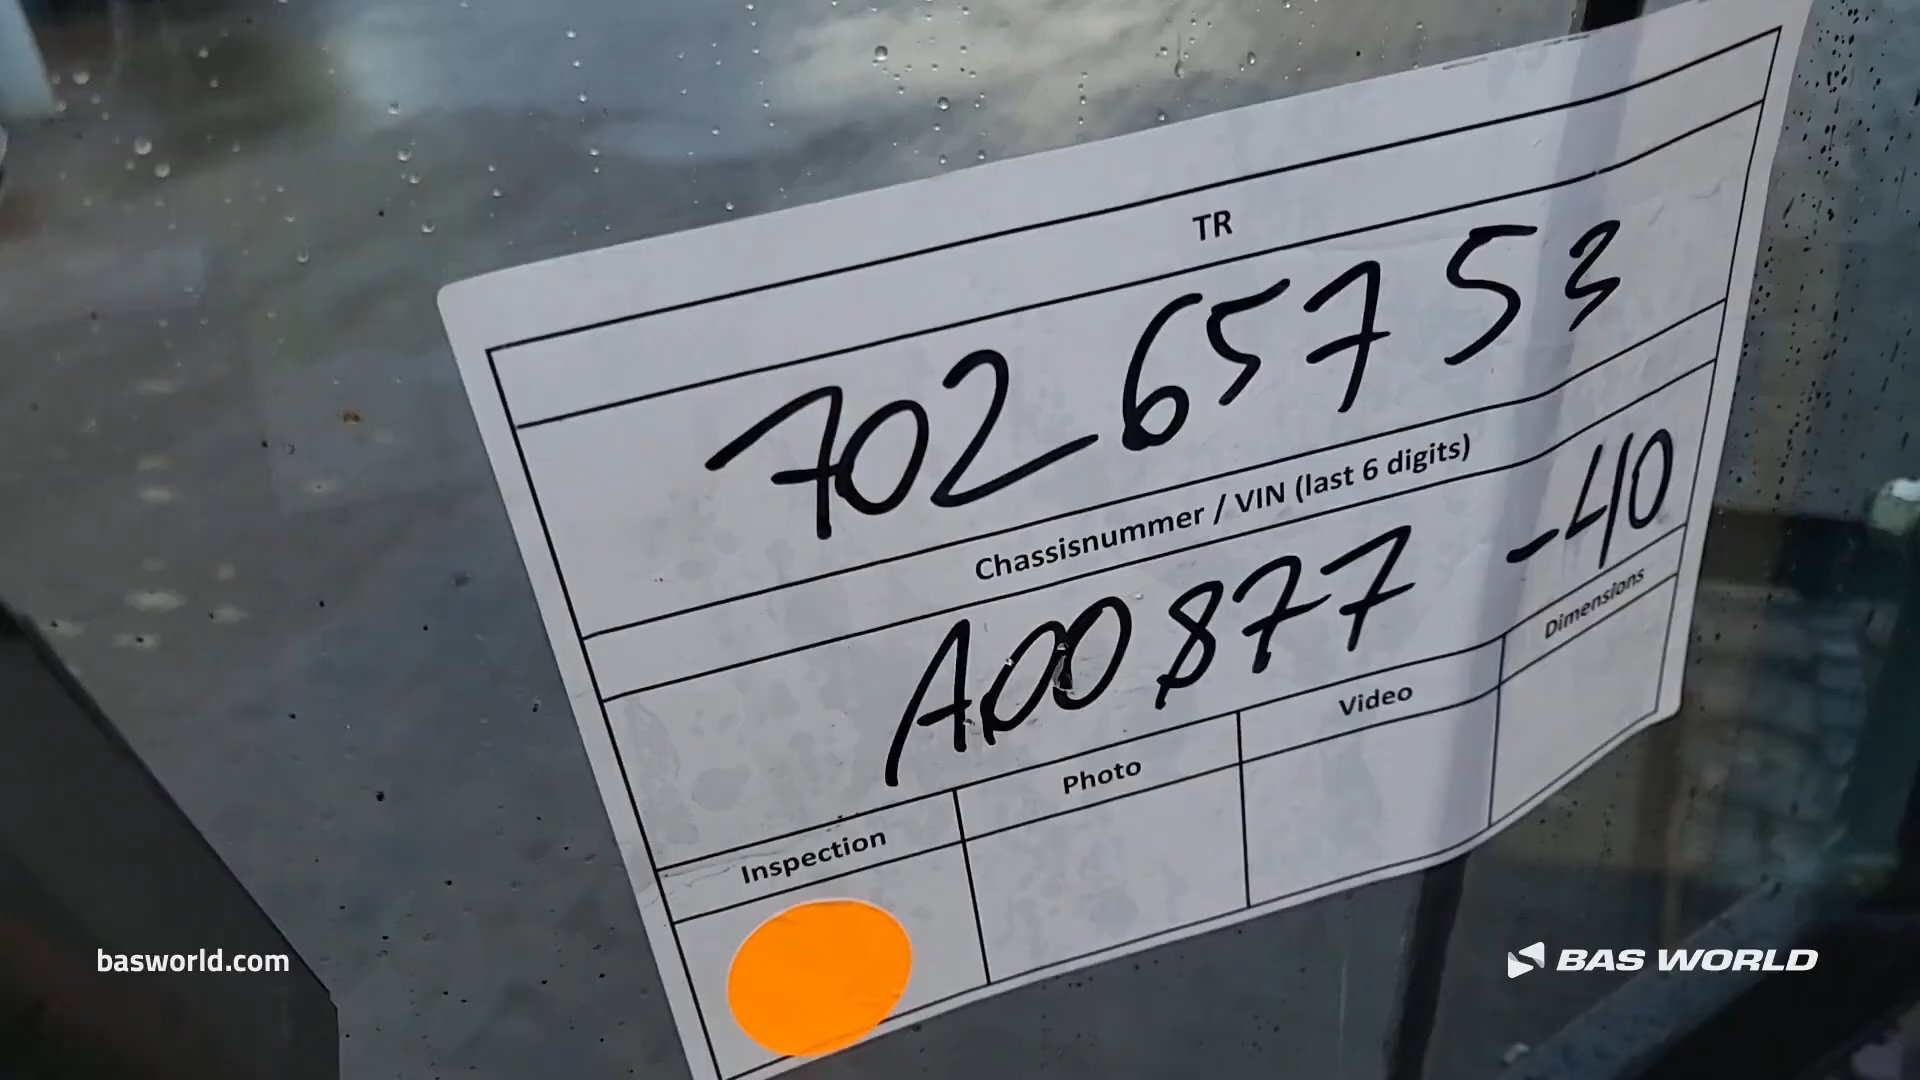 TR
70265753
Chassisnummer / VIN (last 6 digits)
A00877 -40
Inspection Photo Video Dimensions
basworld.com BAS WORLD